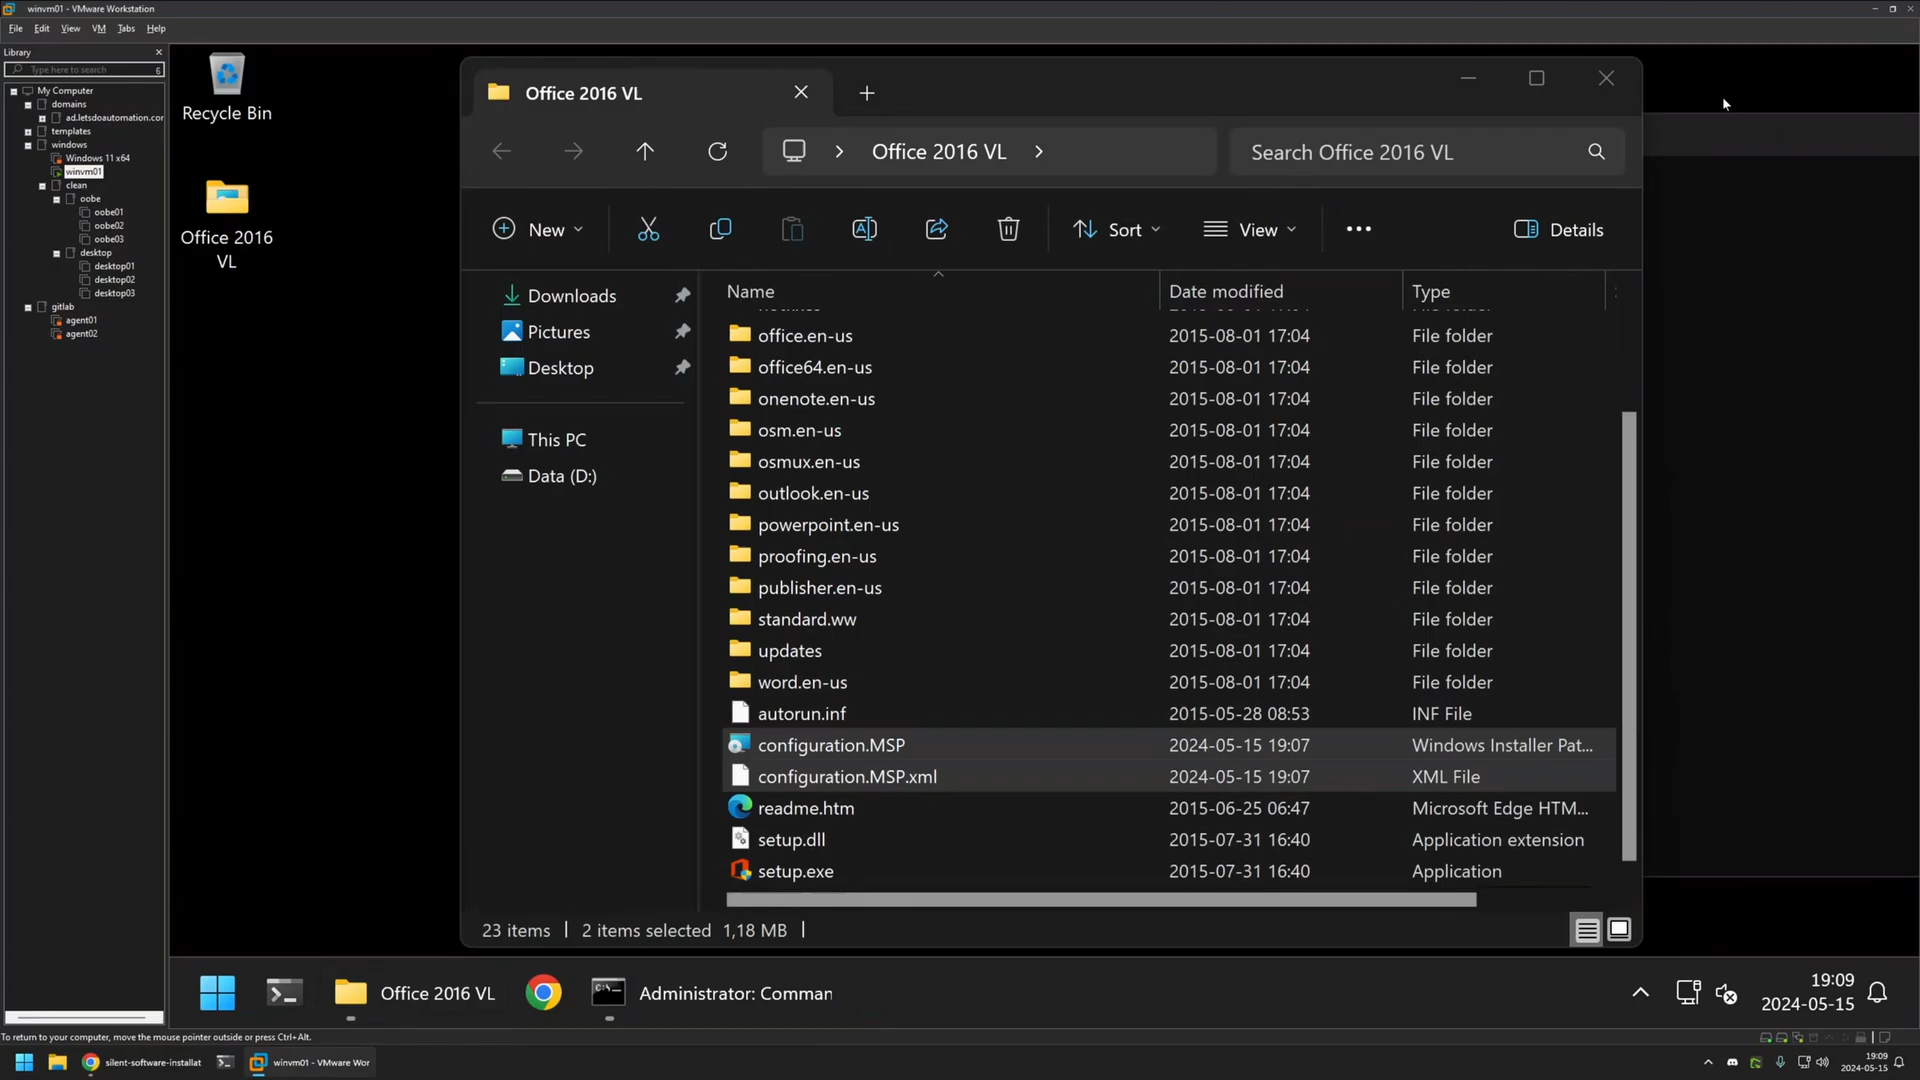 winvm01 - VMware Workstation
File Edit View VM Tabs Help
Library
Type here to search
My Computer
domains
ad.letsdoautomation.cor
templates
windows
Windows 11 x64
winvm01
clean
oobe
oobe01
oobe02
oobe03
desktop
desktop01
desktop02
desktop03
gitlab
agent01
agent02
Recycle Bin
Office 2016
VL
Office 2016 VL
Office 2016 VL
Search Office 2016 VL
New
Sort
View
Details
Downloads
Pictures
Desktop
This PC
Data (D:)
Name Date modified Type
office.en-us 2015-08-01 17:04 File folder
office64.en-us 2015-08-01 17:04 File folder
onenote.en-us 2015-08-01 17:04 File folder
osm.en-us 2015-08-01 17:04 File folder
osmux.en-us 2015-08-01 17:04 File folder
outlook.en-us 2015-08-01 17:04 File folder
powerpoint.en-us 2015-08-01 17:04 File folder
proofing.en-us 2015-08-01 17:04 File folder
publisher.en-us 2015-08-01 17:04 File folder
standard.ww 2015-08-01 17:04 File folder
updates 2015-08-01 17:04 File folder
word.en-us 2015-08-01 17:04 File folder
autorun.inf 2015-05-28 08:53 INF File
configuration.MSP 2024-05-15 19:07 Windows Installer Pat...
configuration.MSP.xml 2024-05-15 19:07 XML File
readme.htm 2015-06-25 06:47 Microsoft Edge HTM...
setup.dll 2015-07-31 16:40 Application extension
setup.exe 2015-07-31 16:40 Application
23 items 2 items selected 1,18 MB
Office 2016 VL
Administrator: Comman
19:09
2024-05-15
To return to your computer, move the mouse pointer outside or press Ctrl+Alt.
silent-software-installat
winvm01 - VMware Wor
19:09
2024-05-15